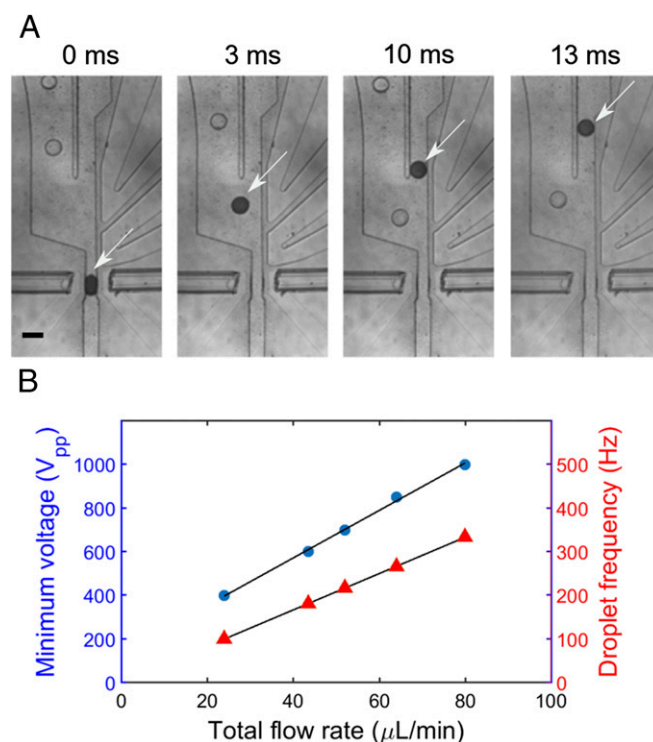 A
0 ms 3 ms 10 ms 13 ms
B
Minimum voltage (Vpp)
1000
800
600
400
200
0
500
400
300
200
100
0
Droplet frequency (Hz)
0 20 40 60 80 100
Total flow rate (μL/min)